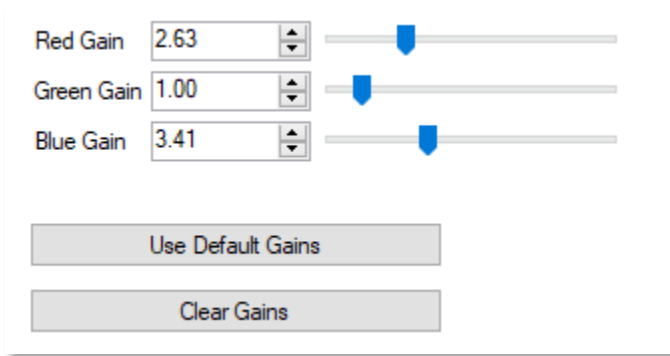 Red Gain 2.63
Green Gain 1.00
Blue Gain 3.41
Use Default Gains
Clear Gains